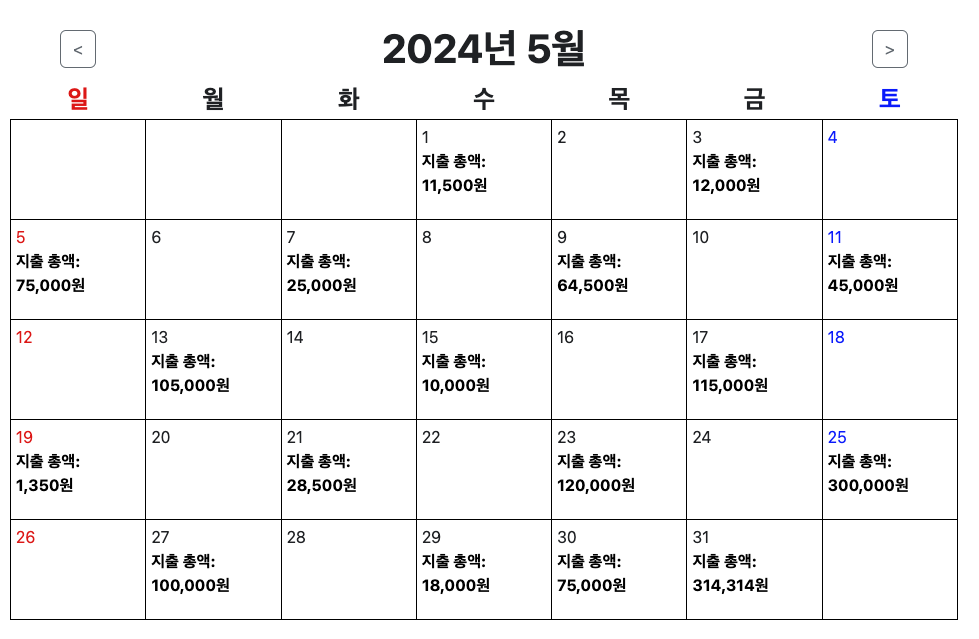 <
2024년 5월
>
일 월 화 수 목 금 토
1
지출 총액:
11,500원
2
3
지출 총액:
12,000원
4
5
지출 총액:
75,000원
6
7
지출 총액:
25,000원
8
9
지출 총액:
64,500원
10
11
지출 총액:
45,000원
12
13
지출 총액:
105,000원
14
15
지출 총액:
10,000원
16
17
지출 총액:
115,000원
18
19
지출 총액:
1,350원
20
21
지출 총액:
28,500원
22
23
지출 총액:
120,000원
24
25
지출 총액:
300,000원
26
27
지출 총액:
100,000원
28
29
지출 총액:
18,000원
30
지출 총액:
75,000원
31
지출 총액:
314,314원